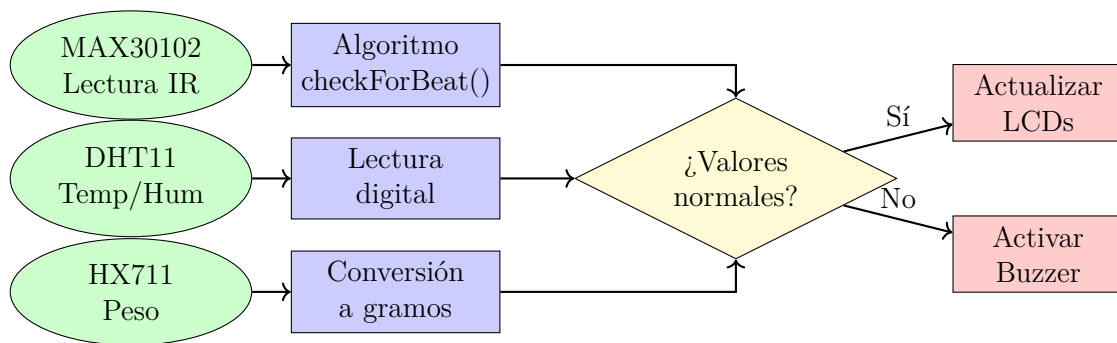 MAX30102
Lectura IR
Algoritmo
checkForBeat()
DHT11
Temp/Hum
Lectura
digital
HX711
Peso
Conversión
a gramos
¿Valores
normales?
Sí
No
Actualizar
LCDs
Activar
Buzzer